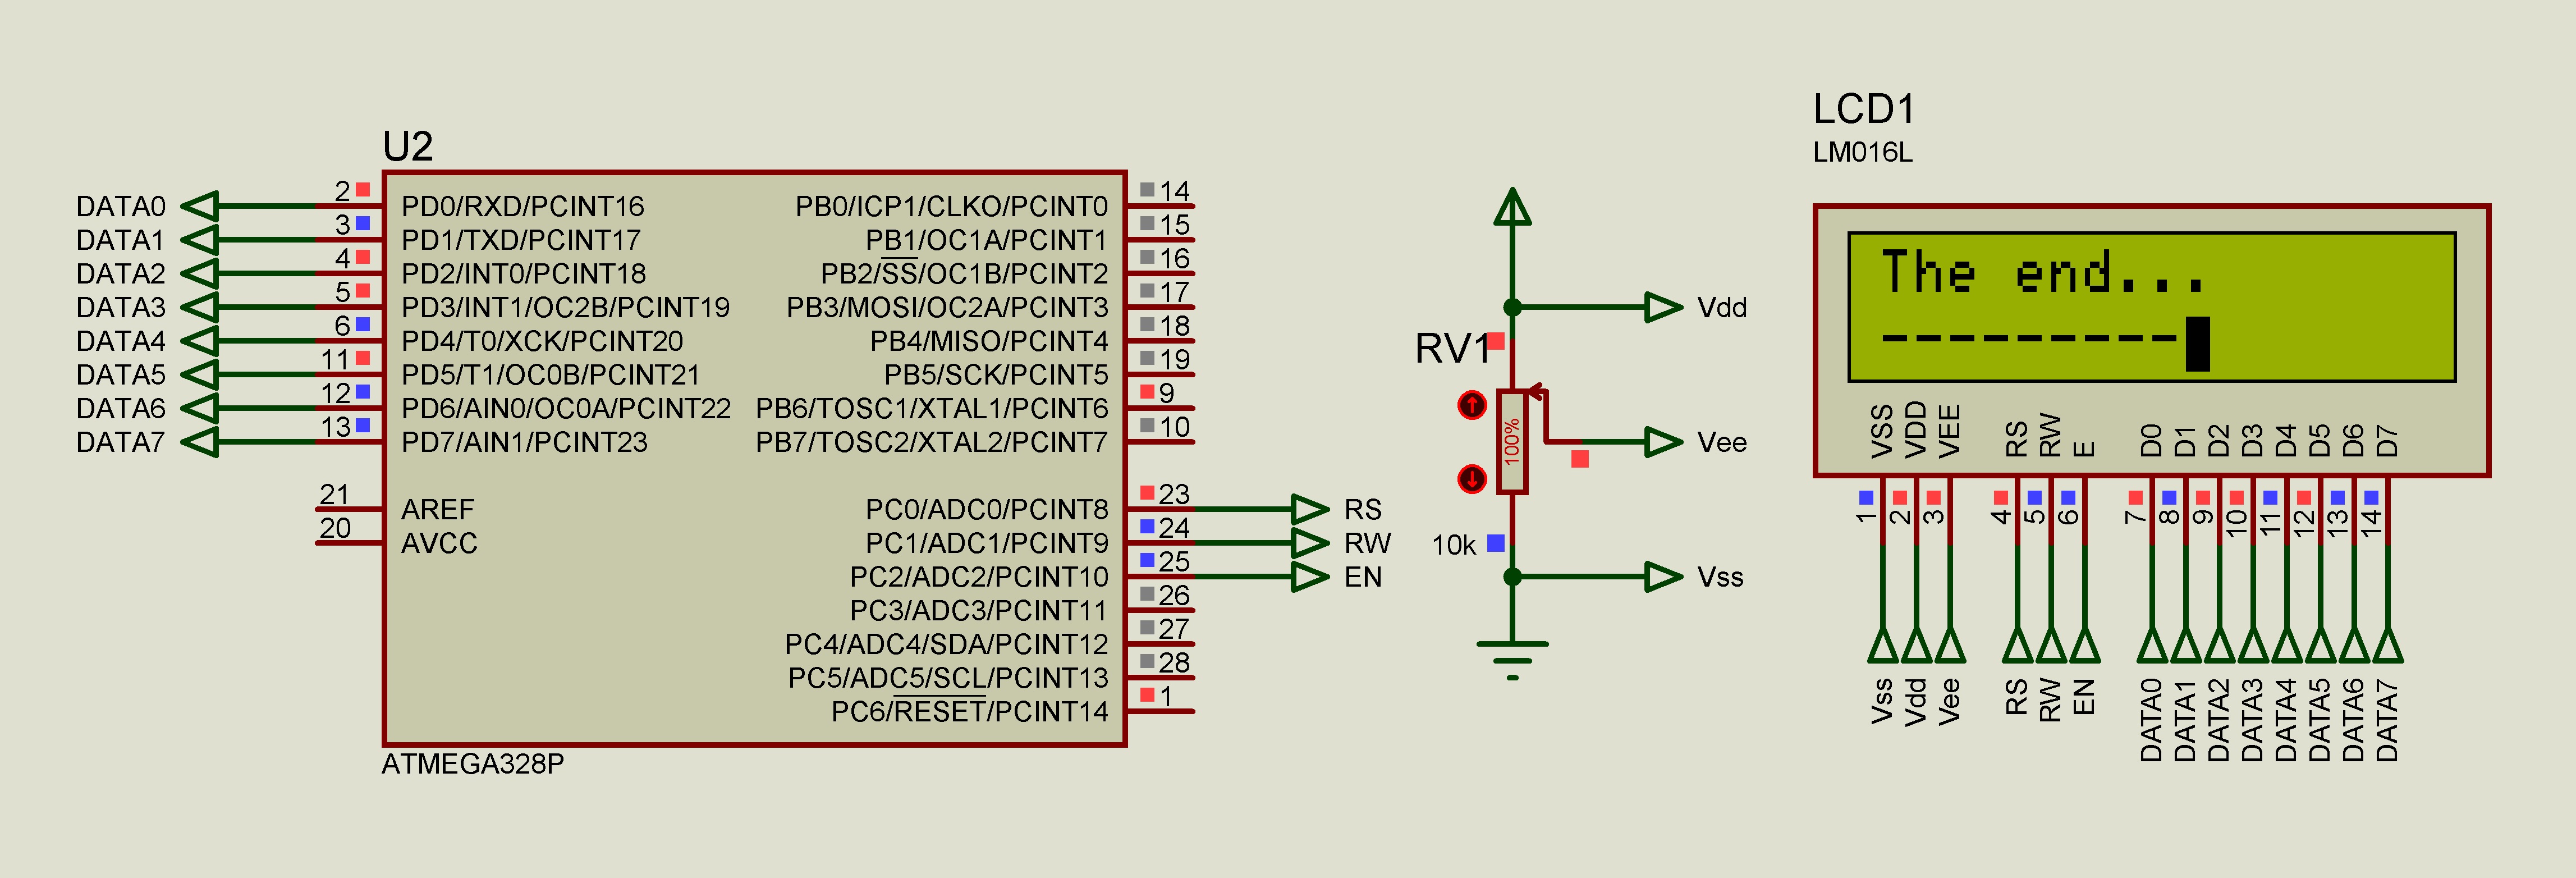 U2
DATA0
DATA1
DATA2
DATA3
DATA4
DATA5
DATA6
DATA7
2
3
4
5
6
11
12
13
21
20
PD0/RXD/PCINT16
PD1/TXD/PCINT17
PD2/INT0/PCINT18
PD3/INT1/OC2B/PCINT19
PD4/T0/XCK/PCINT20
PD5/T1/OC0B/PCINT21
PD6/AIN0/OC0A/PCINT22
PD7/AIN1/PCINT23
AREF
AVCC
PB0/ICP1/CLKO/PCINT0
PB1/OC1A/PCINT1
PB2/SS/OC1B/PCINT2
PB3/MOSI/OC2A/PCINT3
PB4/MISO/PCINT4
PB5/SCK/PCINT5
PB6/TOSC1/XTAL1/PCINT6
PB7/TOSC2/XTAL2/PCINT7
PC0/ADC0/PCINT8
PC1/ADC1/PCINT9
PC2/ADC2/PCINT10
PC3/ADC3/PCINT11
PC4/ADC4/SDA/PCINT12
PC5/ADC5/SCL/PCINT13
PC6/RESET/PCINT14
14
15
16
17
18
19
9
10
23
24
25
26
27
28
1
RS
RW
EN
ATMEGA328P
RV1
100%
10k
Vdd
Vee
Vss
LCD1
LM016L
The end...
---------
VSS
VDD
VEE
RS
RW
E
D0
D1
D2
D3
D4
D5
D6
D7
1
2
3
4
5
6
7
8
9
10
11
12
13
14
Vss
Vdd
Vee
RS
RW
EN
DATA0
DATA1
DATA2
DATA3
DATA4
DATA5
DATA6
DATA7